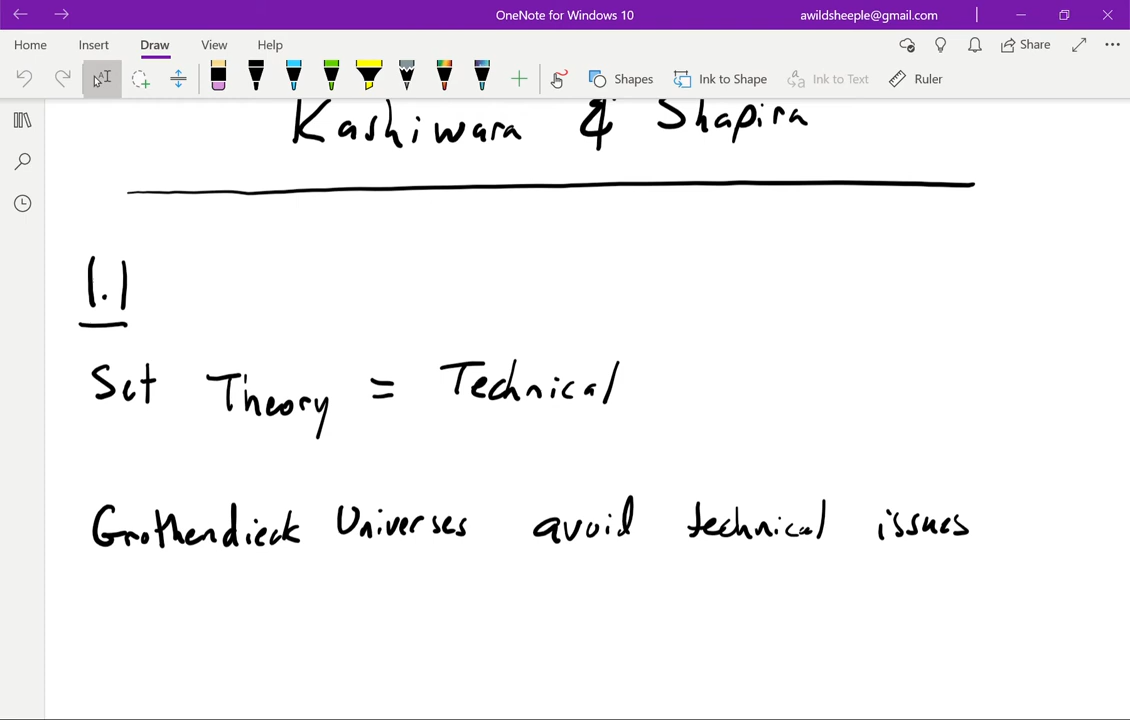 OneNote for Windows 10 awildsheeple@gmail.com
Home Insert Draw View Help Share
Shapes Ink to Shape Ink to Text Ruler
Kashiwara & Shapira
1.1
Set Theory = Technical
Grothendieck Universes avoid technical issues